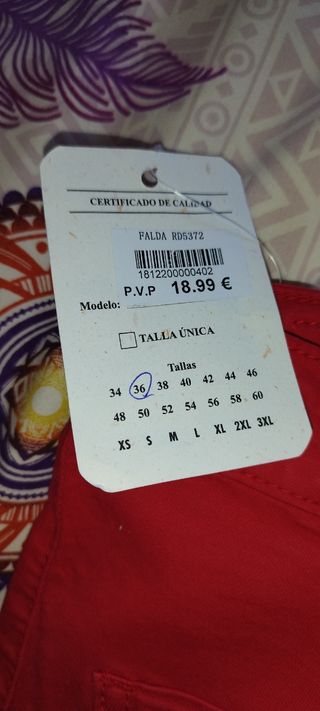 CERTIFICADO DE CALIDAD
FALDA RD5372
1812200000402
P.V.P 18.99 €
Modelo:
TALLA ÚNICA
Tallas
34 36 38 40 42 44 46
48 50 52 54 56 58 60
XS S M L XL 2XL 3XL